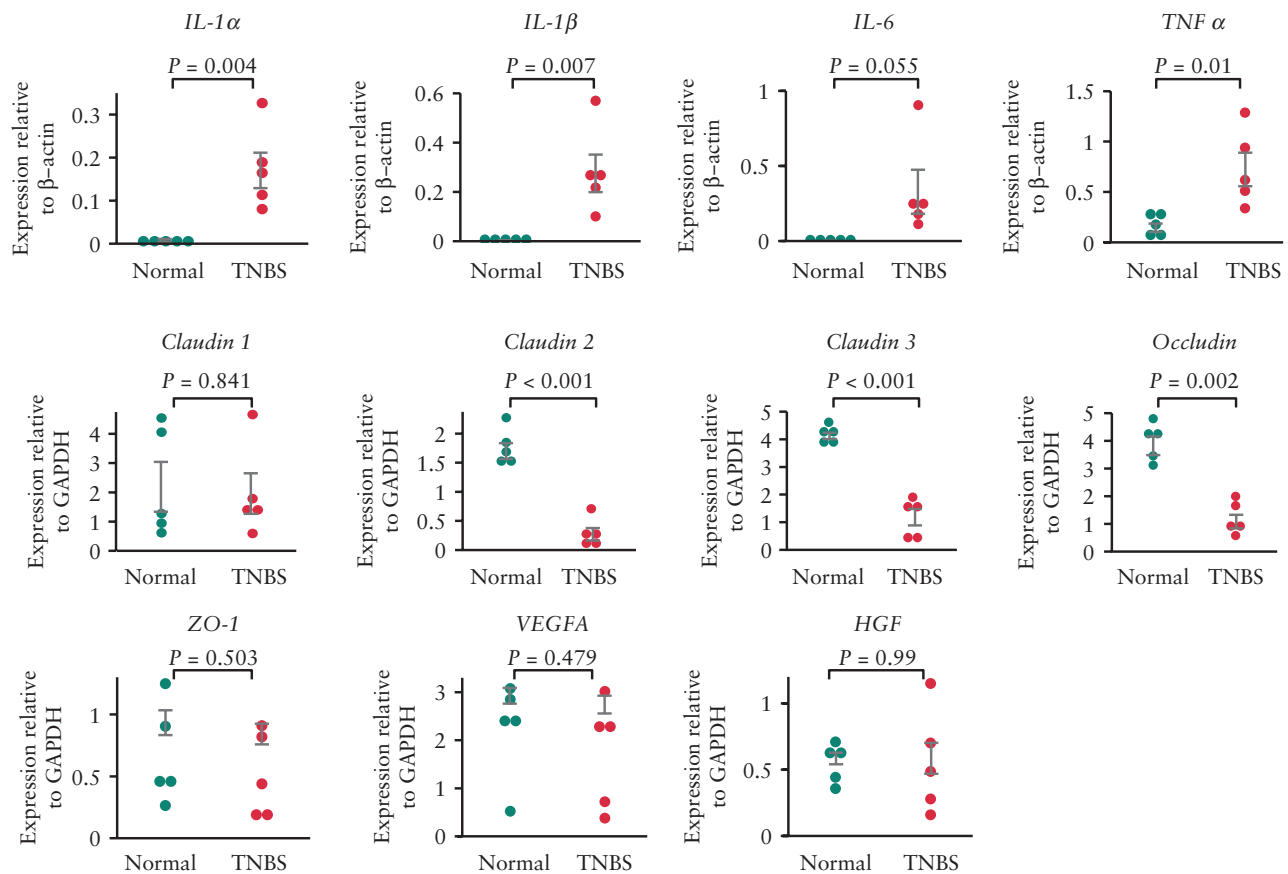 IL-1α
P = 0.004
Expression relative
to β–actin
0.3
0.2
0.1
0
Normal TNBS
IL-1β
P = 0.007
Expression relative
to β–actin
0.6
0.4
0.2
0
Normal TNBS
IL-6
P = 0.055
Expression relative
to β–actin
1
0.5
0
Normal TNBS
TNF α
P = 0.01
Expression relative
to β–actin
1.5
1
0.5
0
Normal TNBS
Claudin 1
P = 0.841
Expression relative
to GAPDH
4
3
2
1
0
Normal TNBS
Claudin 2
P < 0.001
Expression relative
to GAPDH
2
1.5
1
0.5
0
Normal TNBS
Claudin 3
P < 0.001
Expression relative
to GAPDH
5
4
3
2
1
0
Normal TNBS
Occludin
P = 0.002
Expression relative
to GAPDH
5
4
3
2
1
0
Normal TNBS
ZO-1
P = 0.503
Expression relative
to GAPDH
1
0.5
0
Normal TNBS
VEGFA
P = 0.479
Expression relative
to GAPDH
3
2
1
0
Normal TNBS
HGF
P = 0.99
Expression relative
to GAPDH
1
0.5
0
Normal TNBS